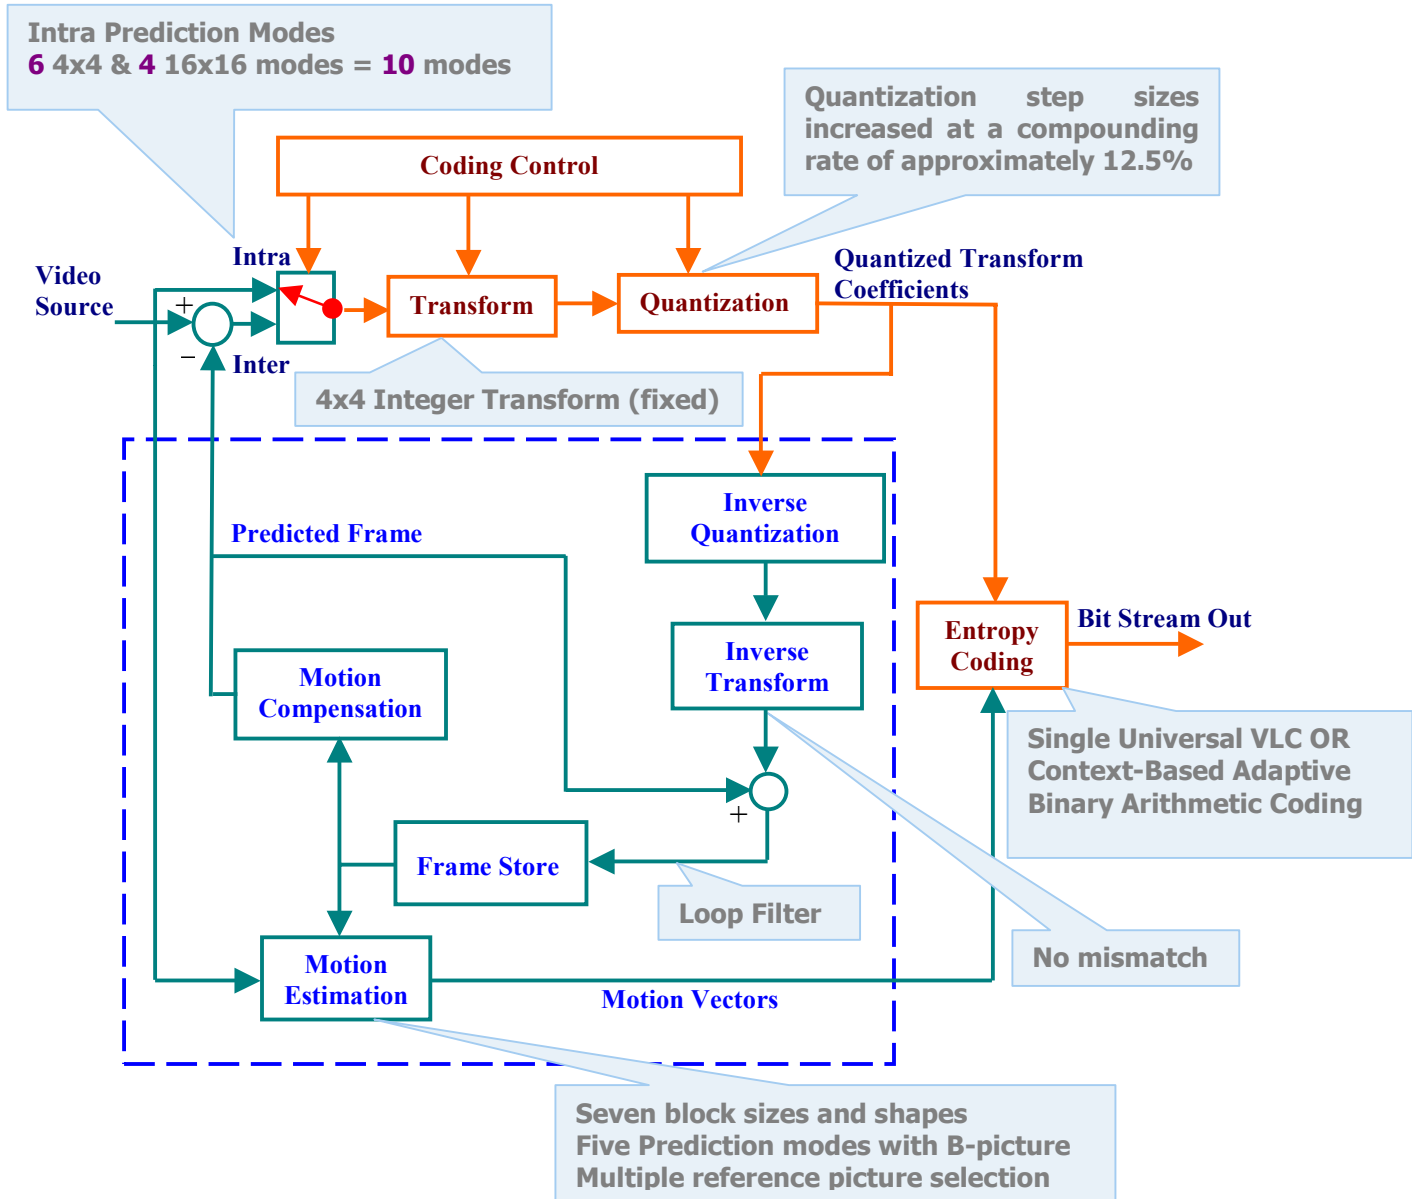 Intra Prediction Modes
6 4x4 & 4 16x16 modes = 10 modes
Quantization step sizes
increased at a compounding
rate of approximately 12.5%
Coding Control
Video
Source
Intra
+
−
Inter
Transform
Quantization
Quantized Transform
Coefficients
4x4 Integer Transform (fixed)
Inverse
Quantization
Predicted Frame
Inverse
Transform
Entropy
Coding
Bit Stream Out
Motion
Compensation
Single Universal VLC OR
Context-Based Adaptive
Binary Arithmetic Coding
+
Frame Store
Loop Filter
No mismatch
Motion
Estimation
Motion Vectors
Seven block sizes and shapes
Five Prediction modes with B-picture
Multiple reference picture selection